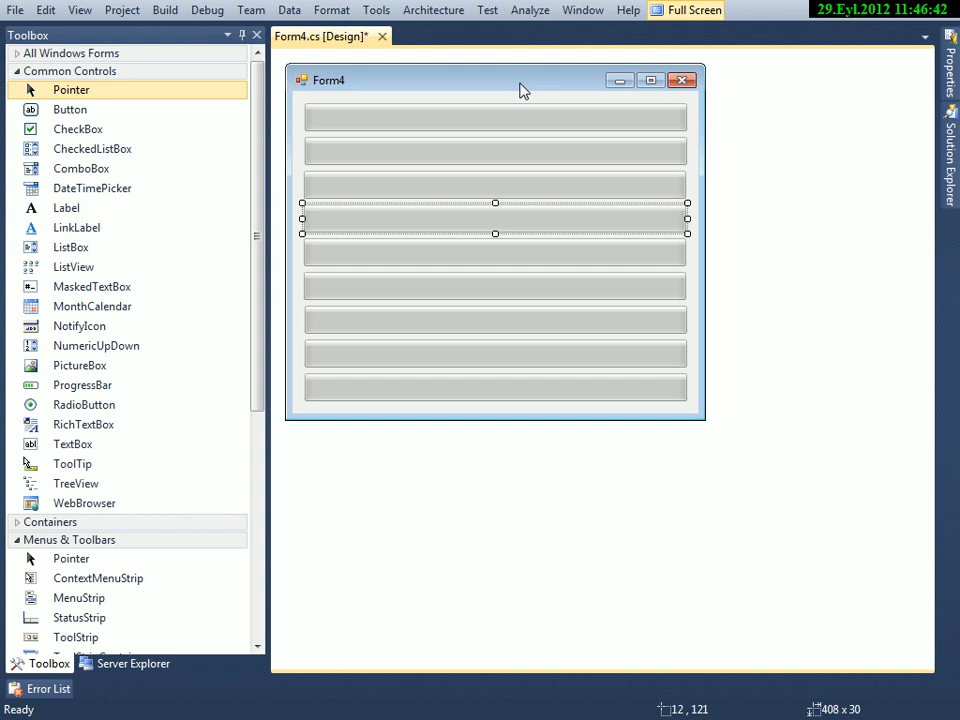 File Edit View Project Build Debug Team Data Format Tools Architecture Test Analyze Window Help Full Screen 29.Eyl.2012 11:46:42
Toolbox
Form4.cs [Design]*
All Windows Forms
Common Controls
Pointer
Button
CheckBox
CheckedListBox
ComboBox
DateTimePicker
Label
LinkLabel
ListBox
ListView
MaskedTextBox
MonthCalendar
NotifyIcon
NumericUpDown
PictureBox
ProgressBar
RadioButton
RichTextBox
TextBox
ToolTip
TreeView
WebBrowser
Containers
Menus & Toolbars
Pointer
ContextMenuStrip
MenuStrip
StatusStrip
ToolStrip
Form4
Properties
Solution Explorer
Toolbox Server Explorer
Error List
Ready 12 , 121 408 x 30